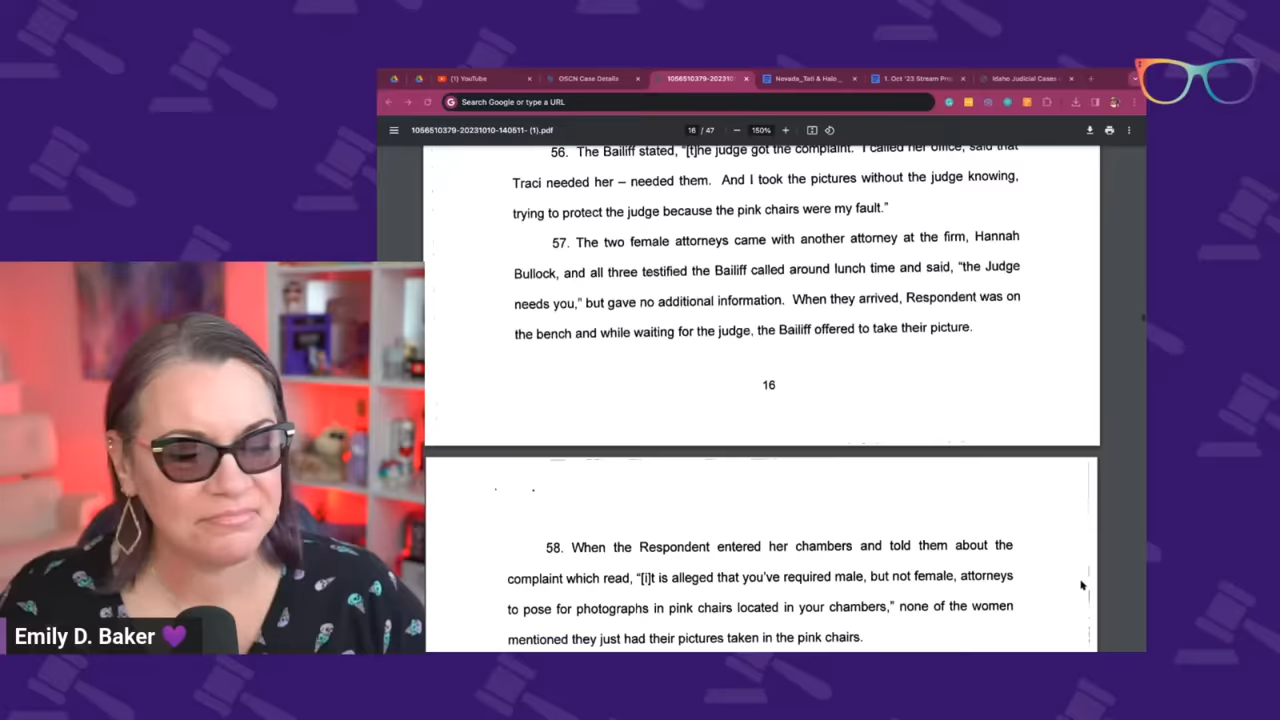 (1) YouTube
OSCN Case Details
1056510379-202310
Nevada_Tati & Halo _
1. Oct '23 Stream Pre
Idaho Judicial Cases
Search Google or type a URL
1056510379-20231010-140511- (1).pdf
16 / 47
150%
56. The Bailiff stated, “[t]he judge got the complaint. I called her office, said that
Traci needed her – needed them. And I took the pictures without the judge knowing,
trying to protect the judge because the pink chairs were my fault.”
57. The two female attorneys came with another attorney at the firm, Hannah
Bullock, and all three testified the Bailiff called around lunch time and said, “the Judge
needs you,” but gave no additional information. When they arrived, Respondent was on
the bench and while waiting for the judge, the Bailiff offered to take their picture.
16
58. When the Respondent entered her chambers and told them about the
complaint which read, “[i]t is alleged that you’ve required male, but not female, attorneys
to pose for photographs in pink chairs located in your chambers,” none of the women
mentioned they just had their pictures taken in the pink chairs.
Emily D. Baker